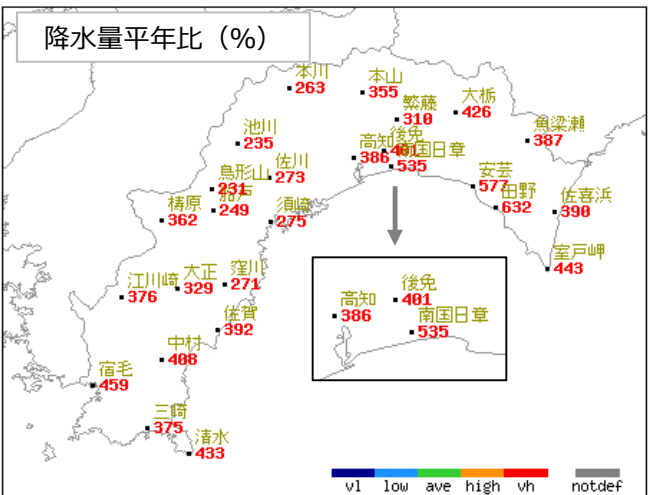 降水量平年比（%）
本川
263
本山
355
繁藤
310
大栃
426
魚梁瀬
387
池川
235
高知
386
後免
401
南国日章
535
鳥形山
231
佐川
273
安芸
577
田野
632
佐喜浜
390
船戸
249
梼原
362
須崎
275
室戸岬
443
江川崎
376
大正
329
窪川
271
佐賀
392
高知
386
後免
401
南国日章
535
中村
408
宿毛
459
三崎
375
清水
433
vl low ave high vh notdef